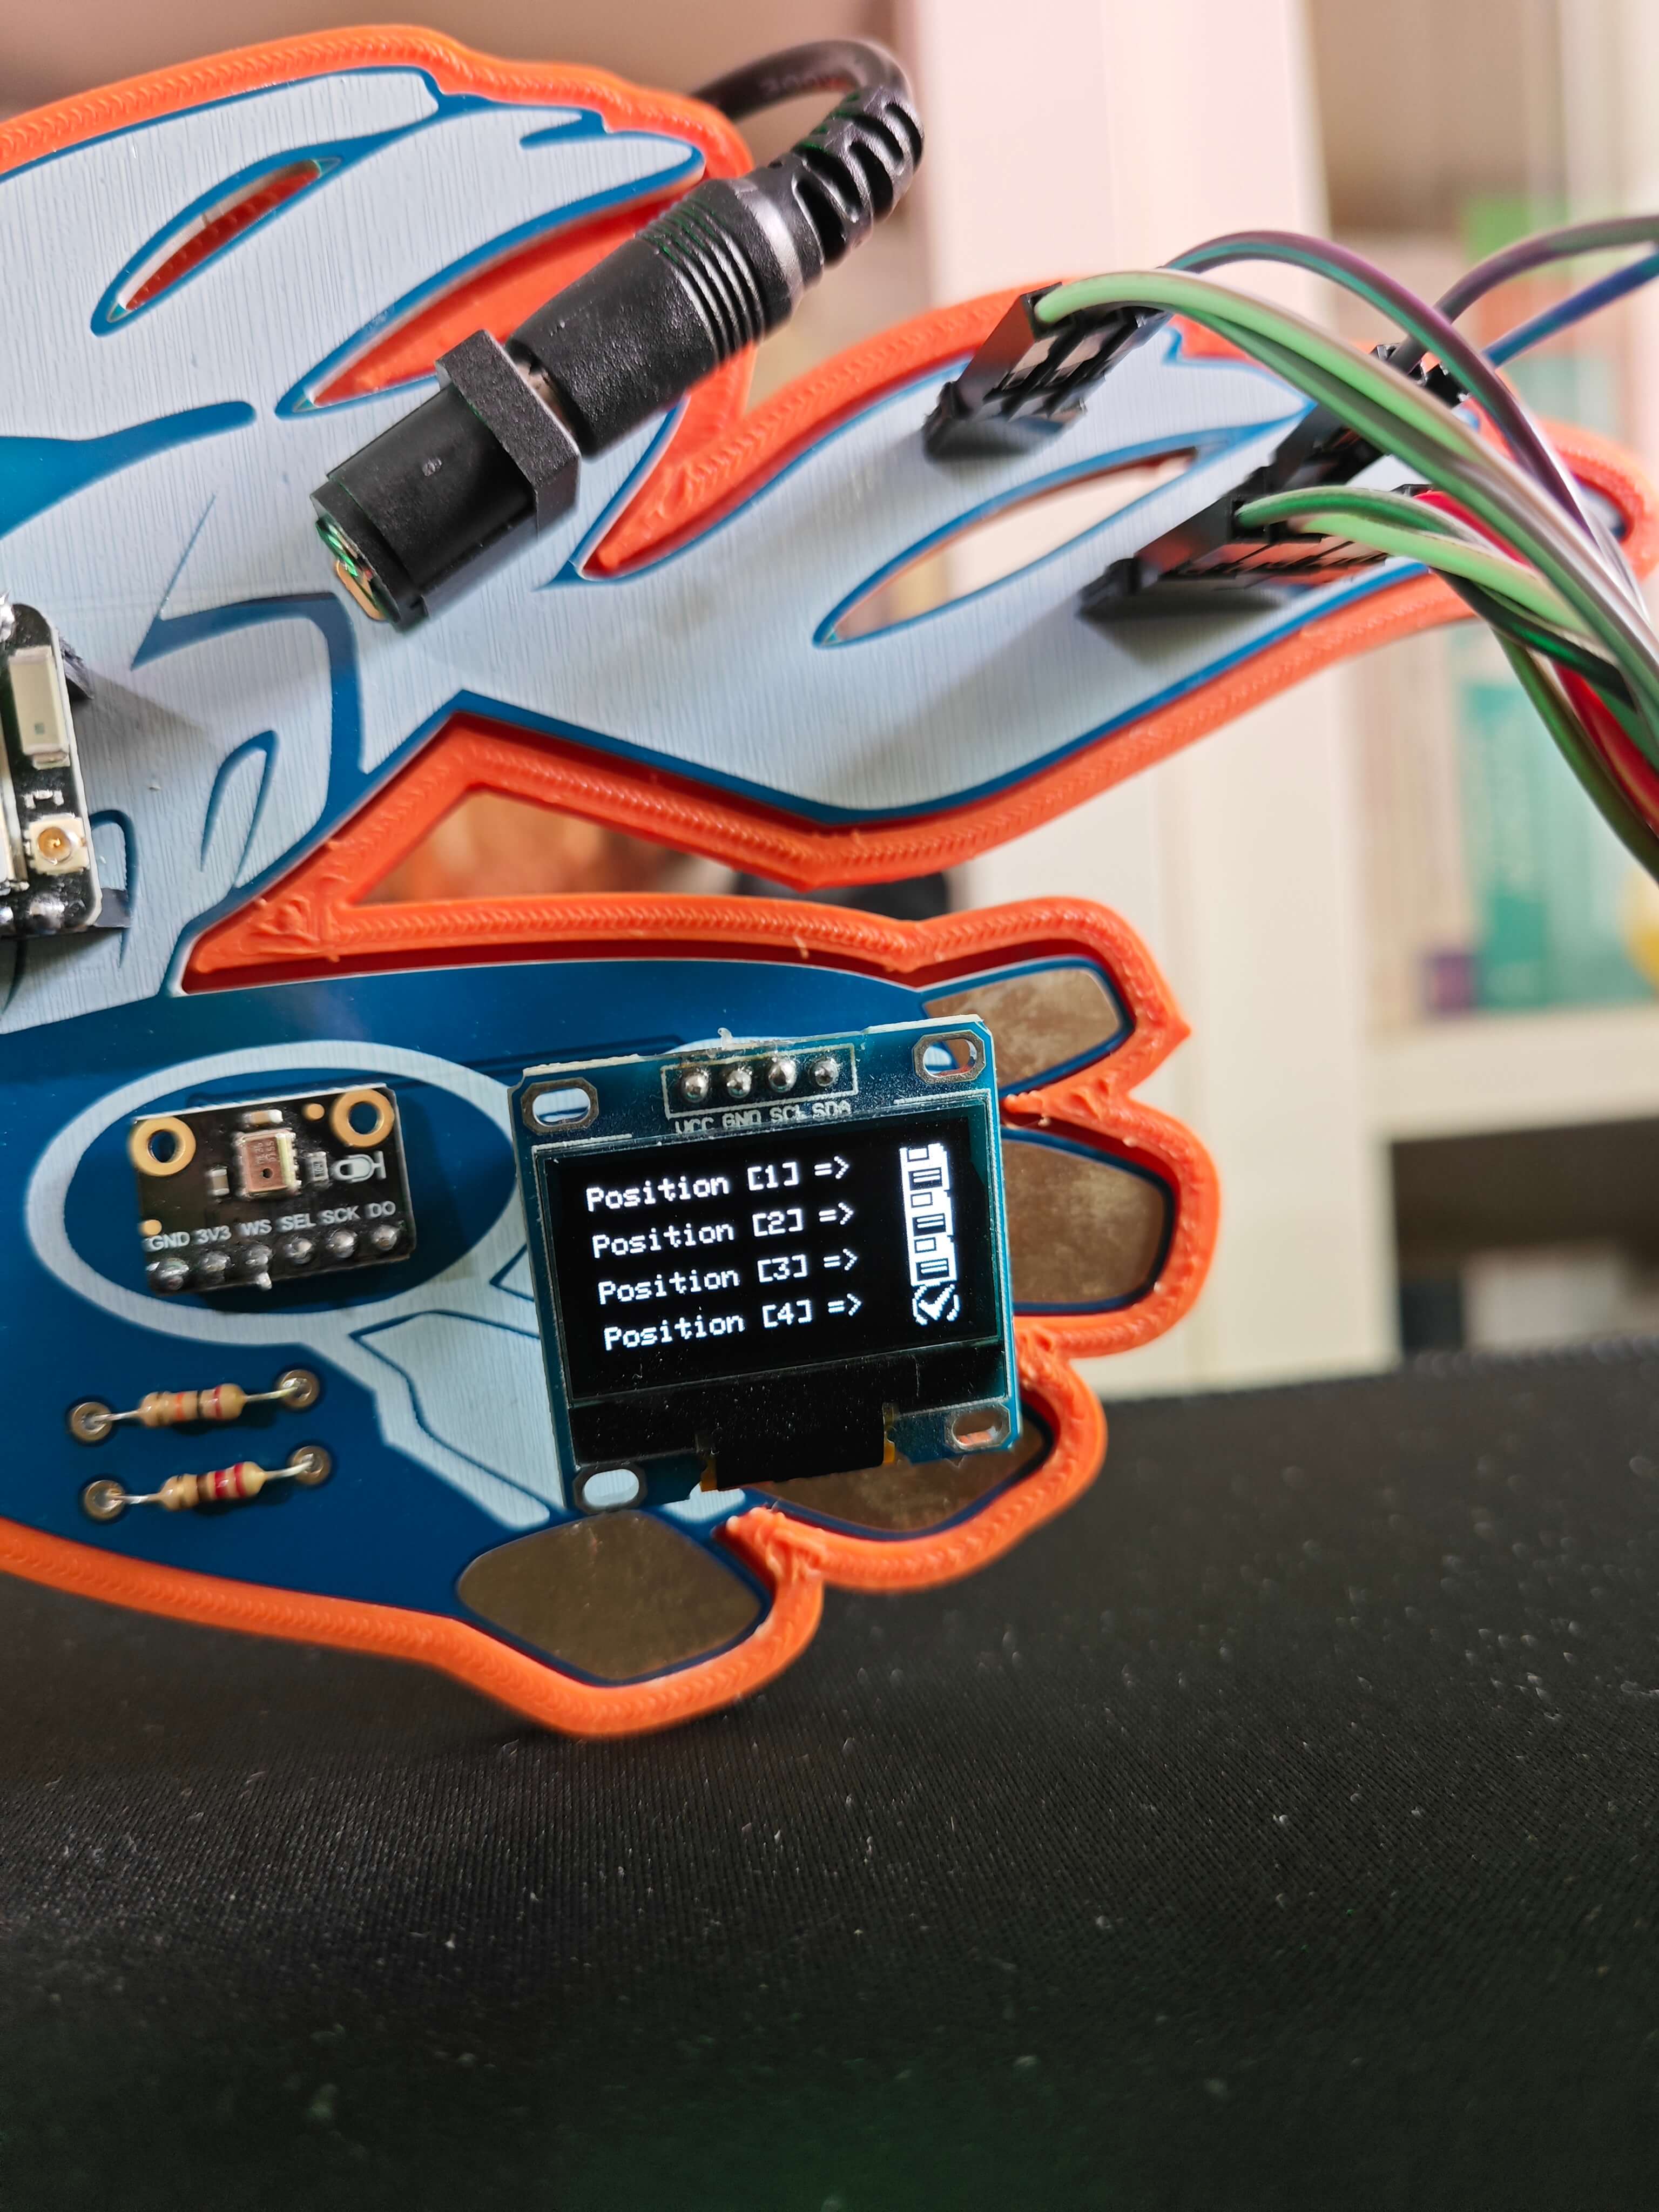 VCC GND SCL SDA
Position [1] =>
Position [2] =>
Position [3] =>
Position [4] =>
GND 3V3 WS SEL SCK DO